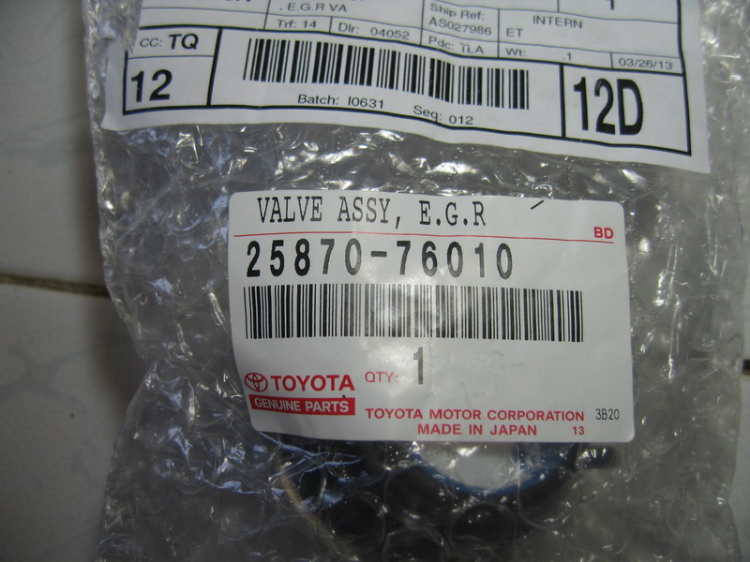 1
, E.G.R VA
Trf: 14 Dlr: 04052
Ship Ref: AS027986
INTERN
ET
Pdc: TLA
Wt: .1
03/26/13
CC: TQ
12
12D
Batch: I0631 Seq: 012
VALVE ASSY, E.G.R
BD
25870-76010
QTY: 1
TOYOTA
GENUINE PARTS
TOYOTA MOTOR CORPORATION 3B20
MADE IN JAPAN 13